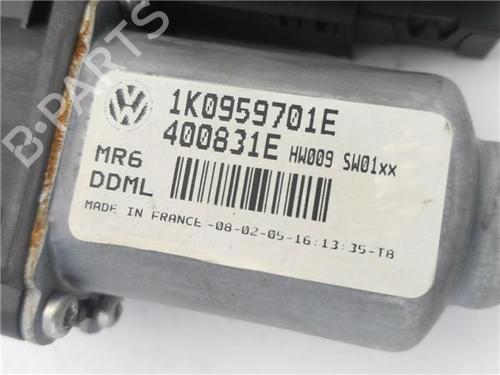 B-PARTS
1K0959701E
400831E HW009 SW01xx
MR6
DDML
MADE IN FRANCE -08-02-05-16:13:35-T8